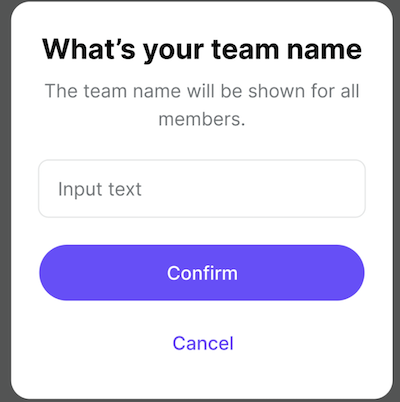 What’s your team name
The team name will be shown for all
members.
Input text
Confirm
Cancel